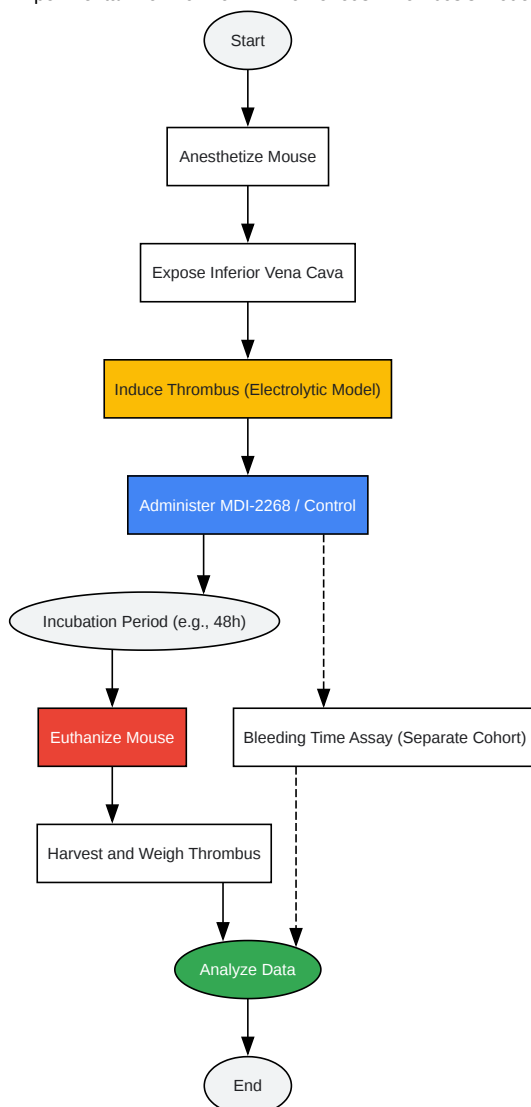 Start
Anesthetize Mouse
Expose Inferior Vena Cava
Induce Thrombus (Electrolytic Model)
Administer MDI-2268 / Control
Incubation Period (e.g., 48h)
Euthanize Mouse
Bleeding Time Assay (Separate Cohort)
Harvest and Weigh Thrombus
Analyze Data
End